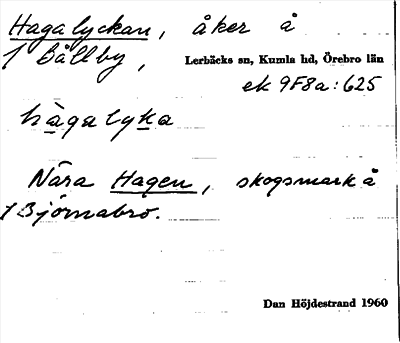 Hagalyckan, åker å
1 Bållby, Lerbäcks sn, Kumla hd, Örebro län
ek 9F8a:625
hàgalyka
Nära Hagen, skogsmark å
1 Björnabro.
Dan Höjdestrand 1960